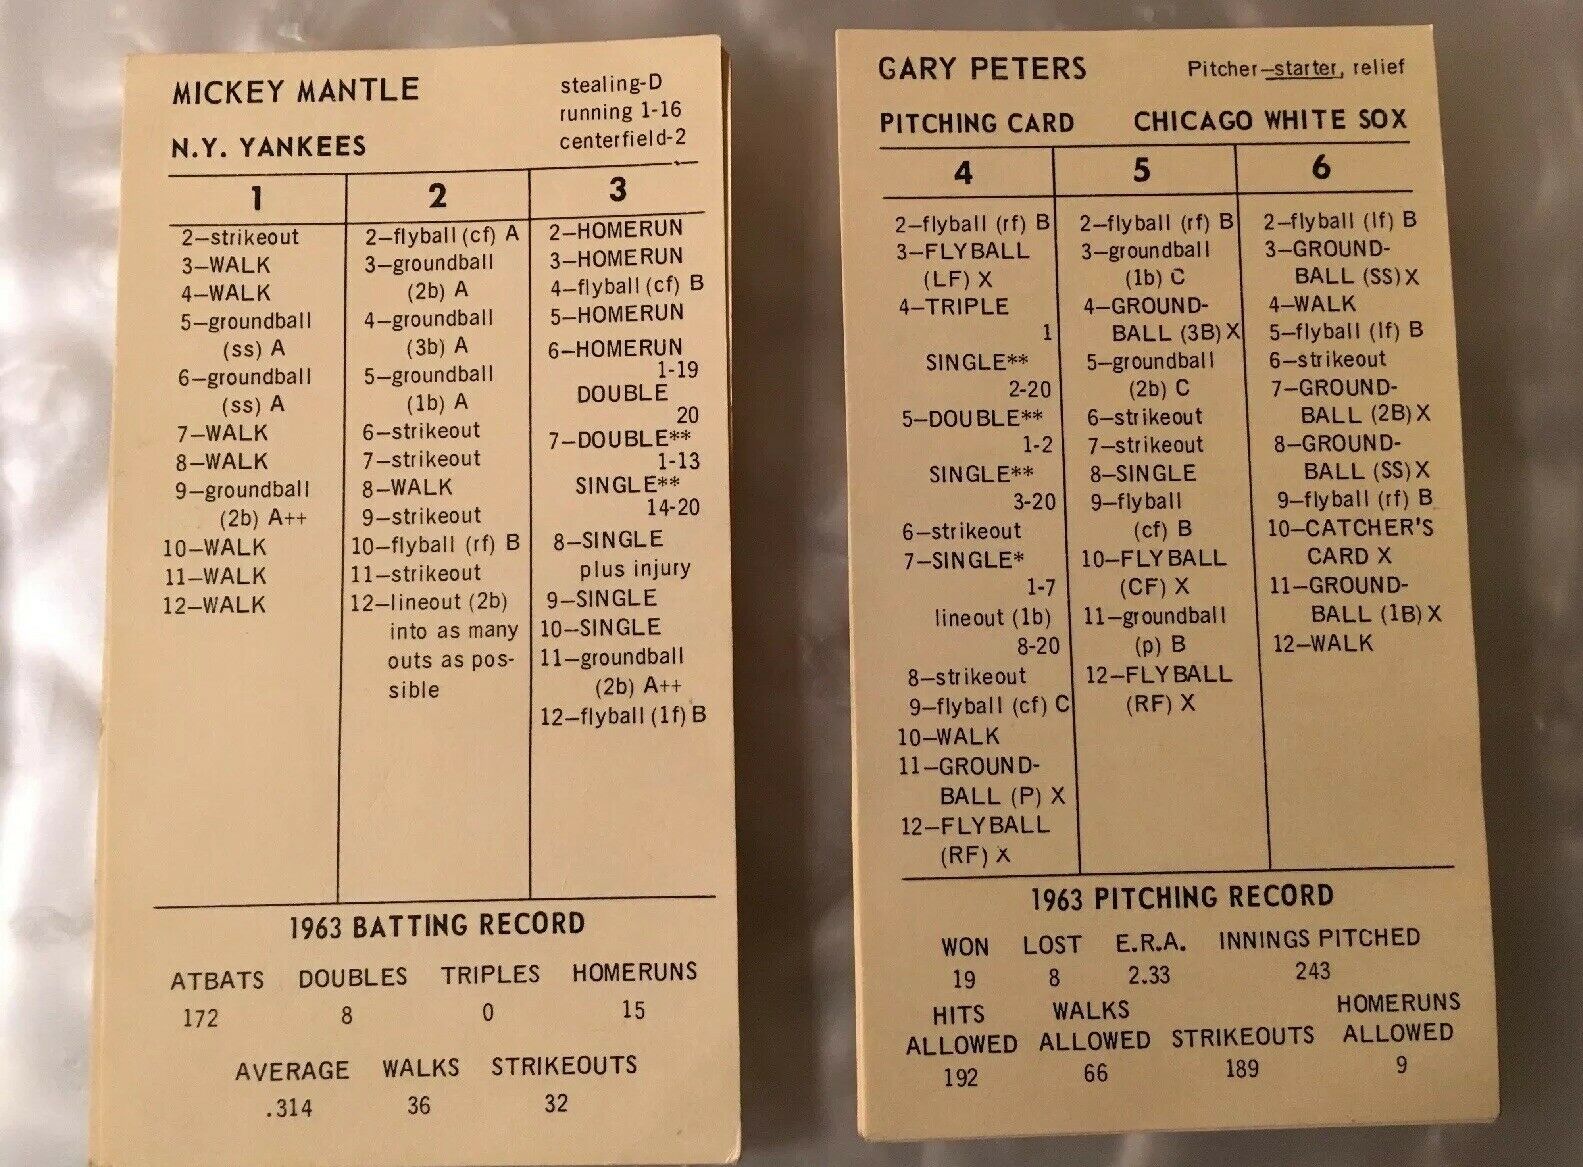 MICKEY MANTLE
stealing-D
running 1-16
N.Y. YANKEES
centerfield-2
1
2—strikeout
3—WALK
4—WALK
5—groundball
(ss) A
6—groundball
(ss) A
7—WALK
8—WALK
9—groundball
(2b) A++
10—WALK
11—WALK
12—WALK
2
2—flyball (cf) A
3—groundball
(2b) A
4—groundball
(3b) A
5—groundball
(1b) A
6—strikeout
7—strikeout
8—WALK
9—strikeout
10—flyball (rf) B
11—strikeout
12—lineout (2b)
into as many
outs as pos-
sible
3
2—HOMERUN
3—HOMERUN
4—flyball (cf) B
5—HOMERUN
6—HOMERUN
1-19
DOUBLE
20
7—DOUBLE**
1-13
SINGLE**
14-20
8—SINGLE
plus injury
9—SINGLE
10—SINGLE
11—groundball
(2b) A++
12—flyball (1f) B
1963 BATTING RECORD
ATBATS DOUBLES TRIPLES HOMERUNS
172 8 0 15
AVERAGE WALKS STRIKEOUTS
.314 36 32
GARY PETERS
Pitcher—starter, relief
PITCHING CARD CHICAGO WHITE SOX
4
2—flyball (rf) B
3—FLYBALL
(LF) X
4—TRIPLE
1
SINGLE**
2-20
5—DOUBLE**
1-2
SINGLE**
3-20
6—strikeout
7—SINGLE*
1-7
lineout (1b)
8-20
8—strikeout
9—flyball (cf) C
10—WALK
11—GROUND-
BALL (P) X
12—FLYBALL
(RF) X
5
2—flyball (rf) B
3—groundball
(1b) C
4—GROUND-
BALL (3B) X
5—groundball
(2b) C
6—strikeout
7—strikeout
8—SINGLE
9—flyball
(cf) B
10—FLYBALL
(CF) X
11—groundball
(p) B
12—FLYBALL
(RF) X
6
2—flyball (lf) B
3—GROUND-
BALL (SS) X
4—WALK
5—flyball (lf) B
6—strikeout
7—GROUND-
BALL (2B) X
8—GROUND-
BALL (SS) X
9—flyball (rf) B
10—CATCHER'S
CARD X
11—GROUND-
BALL (1B) X
12—WALK
1963 PITCHING RECORD
WON LOST E.R.A. INNINGS PITCHED
19 8 2.33 243
HITS WALKS HOMERUNS
ALLOWED ALLOWED STRIKEOUTS ALLOWED
192 66 189 9